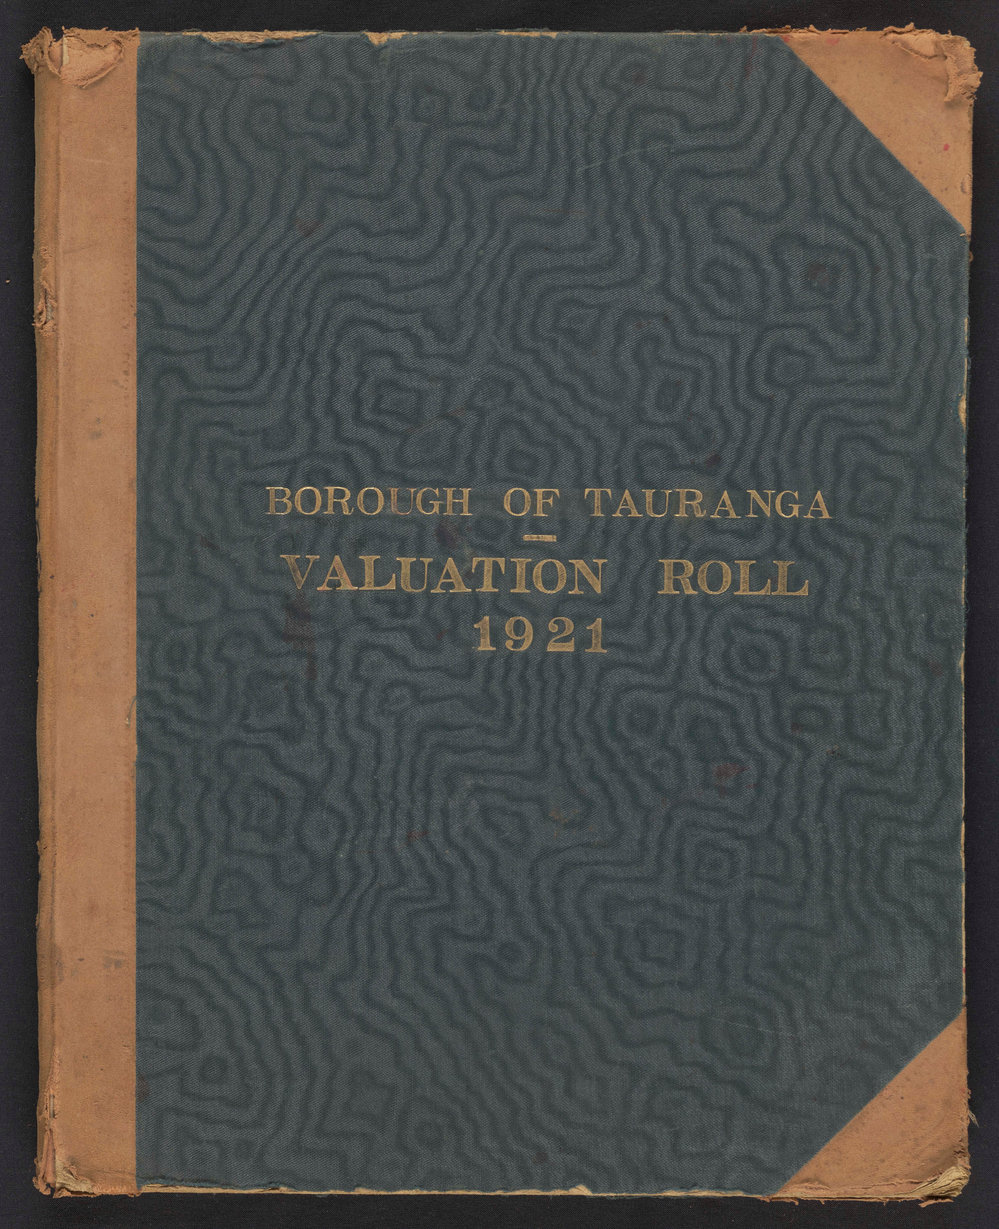 BOROUGH OF TAURANGA
VALUATION ROLL
1921